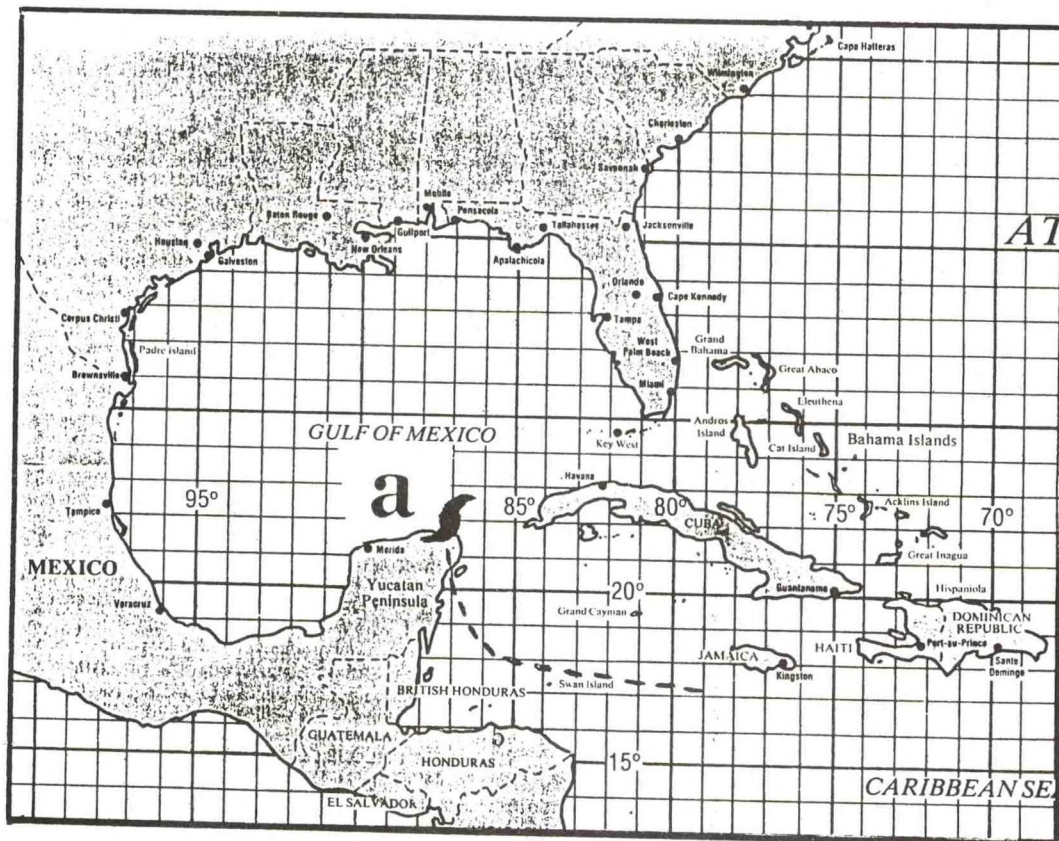 Cape Hatteras
Wilmington
Charleston
Savannah
Mobile
Pensacola
Baton Rouge
Gulfport
Tallahassee
Jacksonville
AT
Houston
New Orleans
Galveston
Apalachicola
Orlando
Cape Kennedy
Corpus Christi
Tampa
Padre island
West
Palm Beach
Grand
Bahama
Great Abaco
Brownsville
Miami
Eleuthena
Andros
Island
GULF OF MEXICO
Key West
Cat Island
Bahama Islands
a
Havana
95°
85°
80°
75°
70°
Acklins Island
Tampico
CUBA
Merida
Great Inagua
MEXICO
Yucatan
Peninsula
20°
Guantanamo
Hispaniola
Veracruz
Grand Cayman
DOMINICAN
REPUBLIC
JAMAICA
HAITI
Port-au-Prince
Kingston
Santo
Domingo
Swan Island
BRITISH HONDURAS
GUATEMALA
HONDURAS
15°
EL SALVADOR
CARIBBEAN SEA